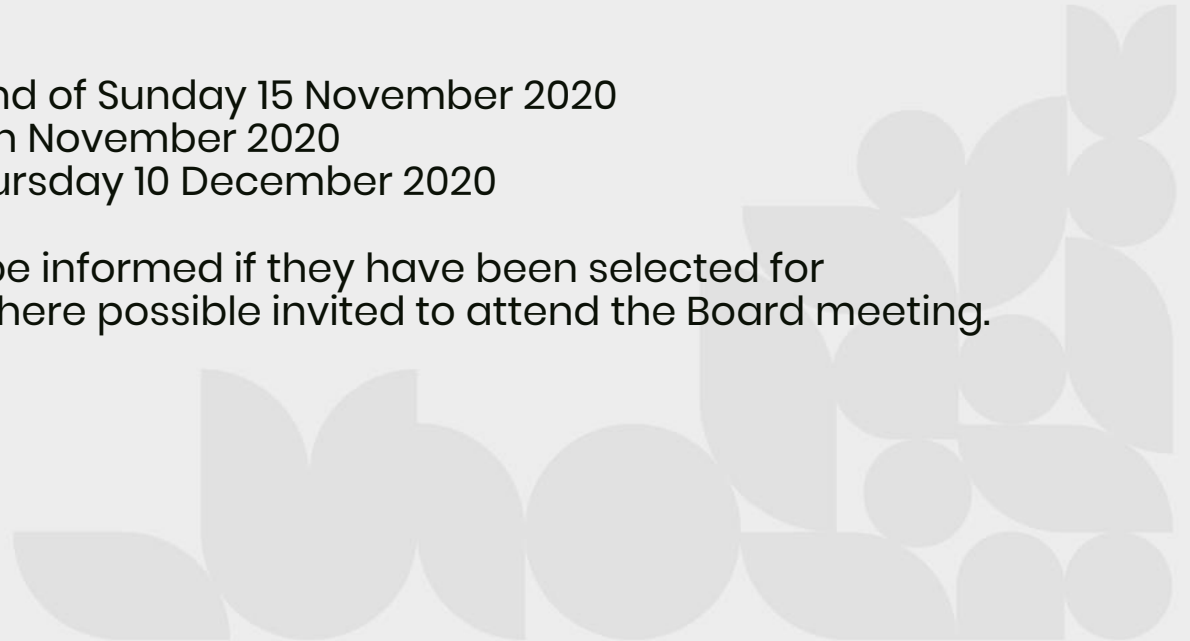 nd of Sunday 15 November 2020
n November 2020
ursday 10 December 2020
be informed if they have been selected for
here possible invited to attend the Board meeting.